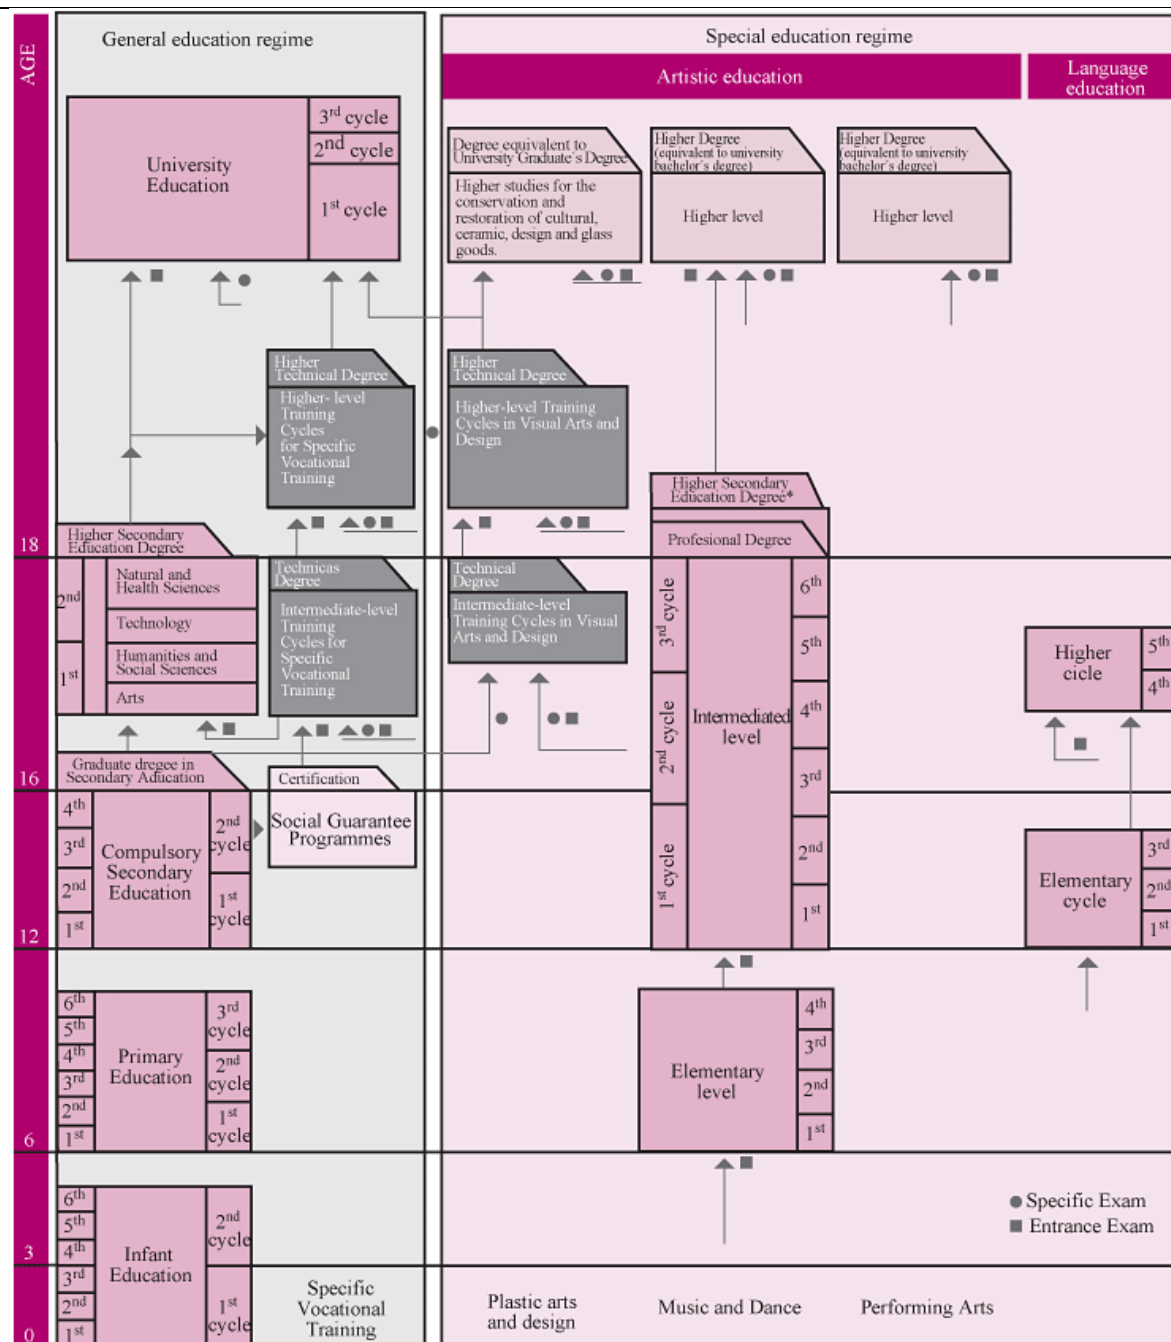 AGE
General education regime
Special education regime
Artistic education
Language
education
University
Education
3rd cycle
2nd cycle
1st cycle
Degree equivalent to
University Graduate´s Degree
Higher studies for the
conservation and
restoration of cultural,
ceramic, design and glass
goods.
Higher Degree
(equivalent to university
bachelor´s degree)
Higher level
Higher Degree
(equivalent to university
bachelor´s degree)
Higher level
Higher
Technical Degree
Higher- level
Training
Cycles
for Specific
Vocational
Training
Higher
Technical Degree
Higher-level Training
Cycles in Visual Arts and
Design
Higher Secondary
Education Degree*
Profesional Degree
18
Higher Secondary
Education Degree
2nd
1st
Natural and
Health Sciences
Technology
Humanities and
Social Sciences
Arts
Technicas
Degree
Intermediate-level
Training
Cycles for
Specific
Vocational
Training
Technical
Degree
Intermediate-level
Training Cycles in Visual
Arts and Design
3rd cycle
2nd cycle
1st cycle
Intermediated
level
6th
5th
4th
3rd
2nd
1st
Higher
cicle
5th
4th
16
Graduate dregee in
Secondary Aducation
Certification
Social Guarantee
Programmes
4th
3rd
2nd
1st
Compulsory
Secondary
Education
2nd
cycle
1st
cycle
Elementary
cycle
3rd
2nd
1st
12
6th
5th
4th
3rd
2nd
1st
Primary
Education
3rd
cycle
2nd
cycle
1st
cycle
Elementary
level
4th
3rd
2nd
1st
6
6th
5th
4th
3rd
2nd
1st
Infant
Education
2nd
cycle
1st
cycle
Specific Exam
Entrance Exam
3
0
Specific
Vocational
Training
Plastic arts
and design
Music and Dance
Performing Arts